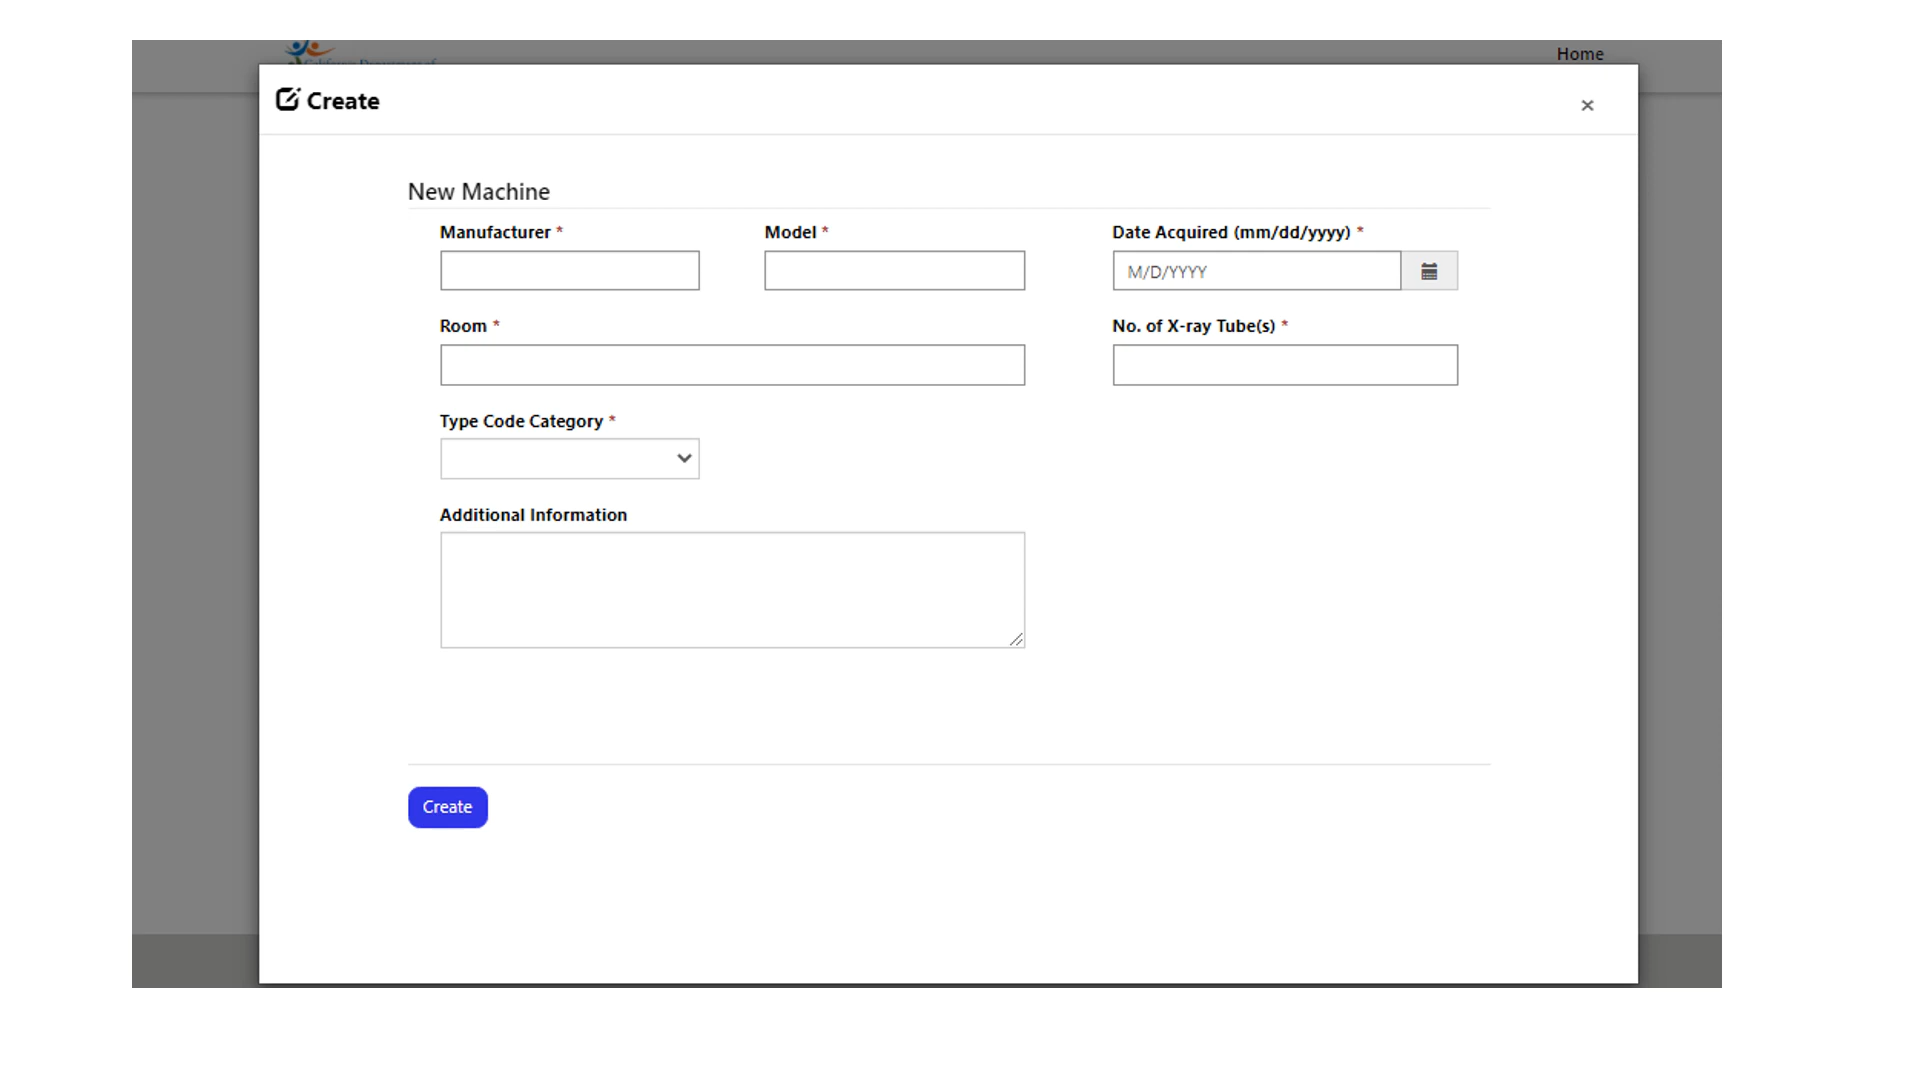 Home
Create
×
New Machine
Manufacturer *
Model *
Date Acquired (mm/dd/yyyy) *
M/D/YYYY
Room *
No. of X-ray Tube(s) *
Type Code Category *
Additional Information
Create